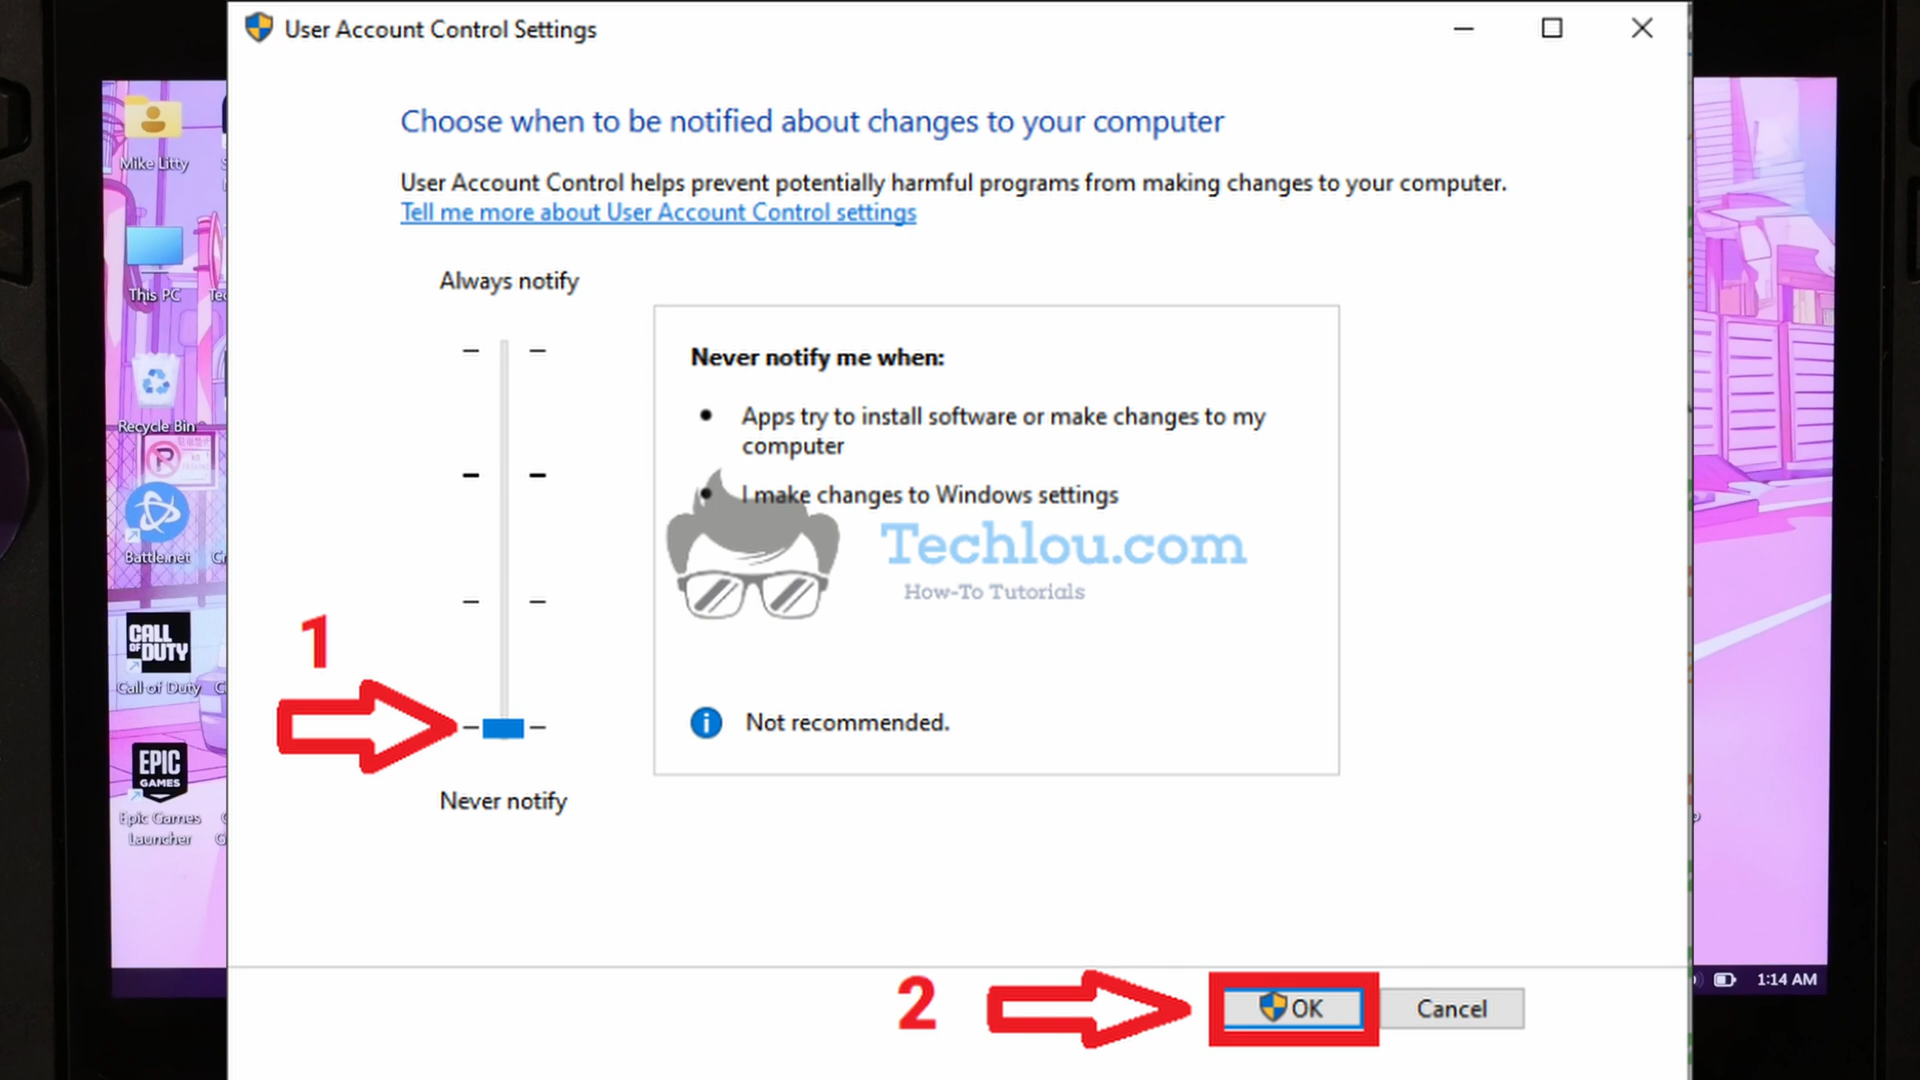 User Account Control Settings
Choose when to be notified about changes to your computer
User Account Control helps prevent potentially harmful programs from making changes to your computer.
Tell me more about User Account Control settings
Always notify
Never notify me when:
Apps try to install software or make changes to my
computer
I make changes to Windows settings
Techlou.com
How-To Tutorials
Not recommended.
Never notify
1
2
OK
Cancel
Mike Litty
This PC
Recycle Bin
Battle.net
CALL
OF DUTY
Call of Duty
EPIC
GAMES
Epic Games
Launcher
1:14 AM